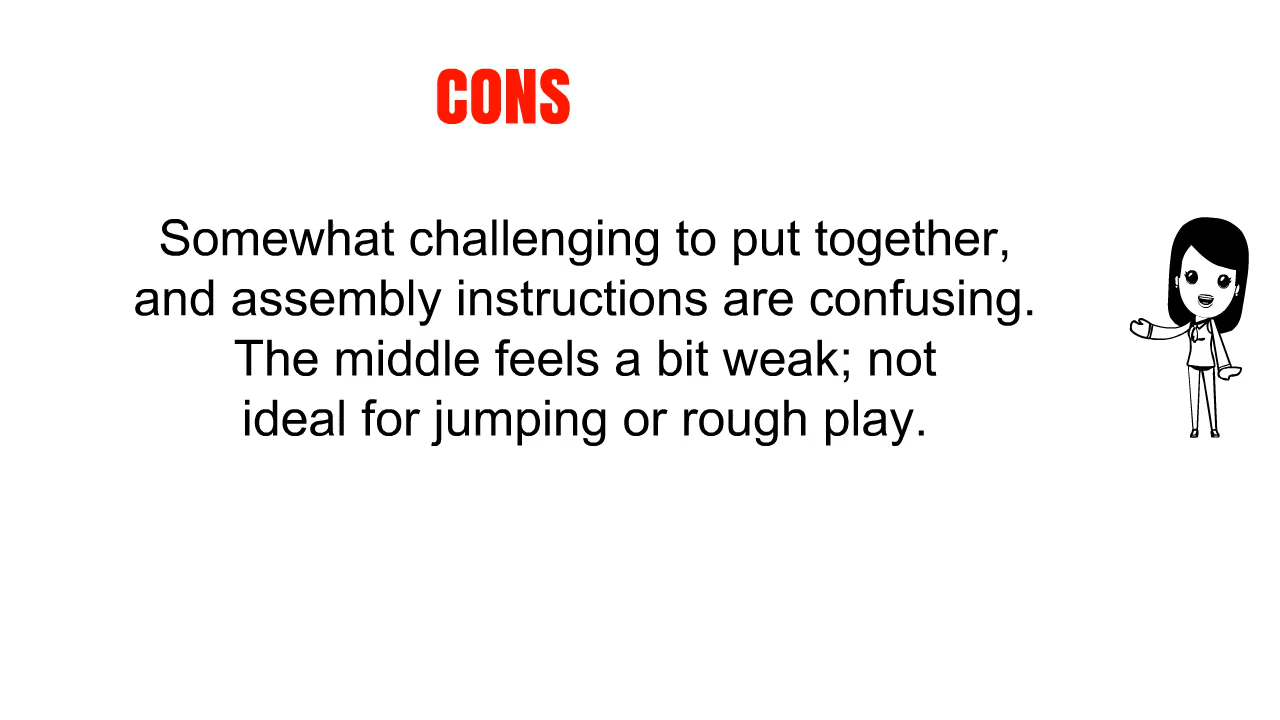 CONS
Somewhat challenging to put together,
and assembly instructions are confusing.
The middle feels a bit weak; not
ideal for jumping or rough play.